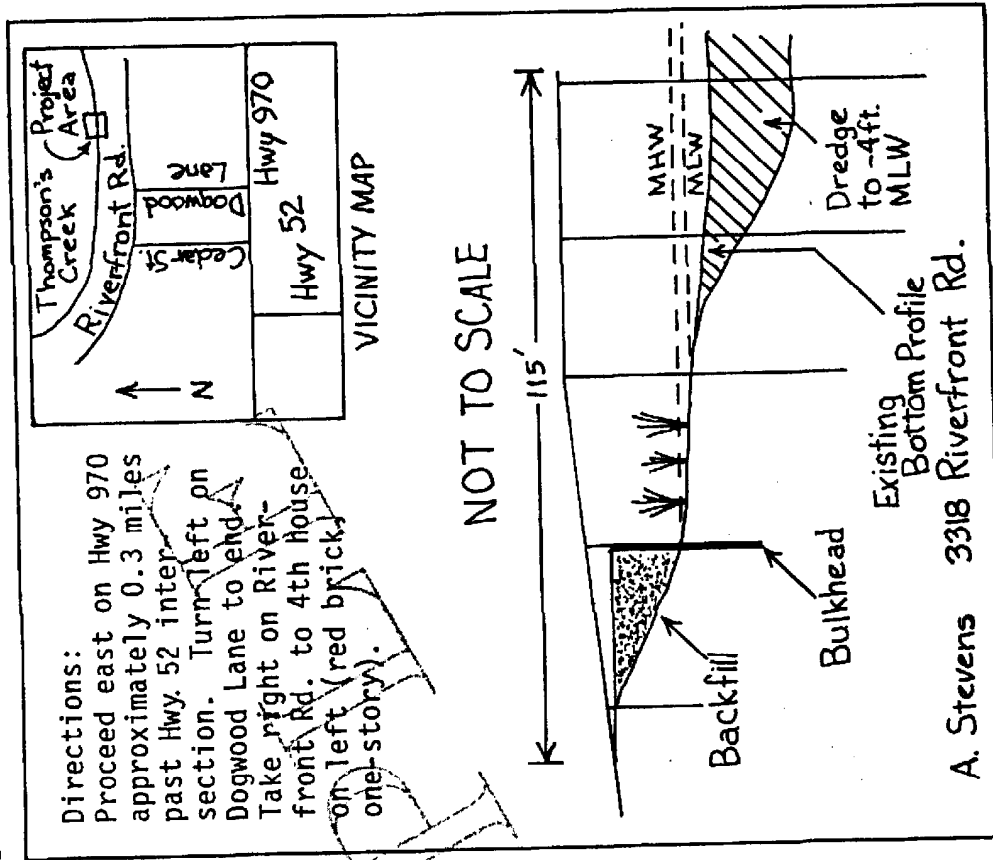 Directions:
Proceed east on Hwy 970
approximately 0.3 miles
past Hwy. 52 inter-
section. Turn left on
Dogwood Lane to end.
Take right on River-
front Rd. to 4th house
on left (red brick,
one-story).
Thompson's
Creek
Project
Area
Riverfront Rd.
Cedar St.
Dogwood
Lane
Hwy 52
Hwy 970
N
VICINITY MAP
NOT TO SCALE
115'
MHW
MLW
Backfill
Bulkhead
Existing
Bottom Profile
Dredge
to -4ft.
MLW
A. Stevens 3318 Riverfront Rd.